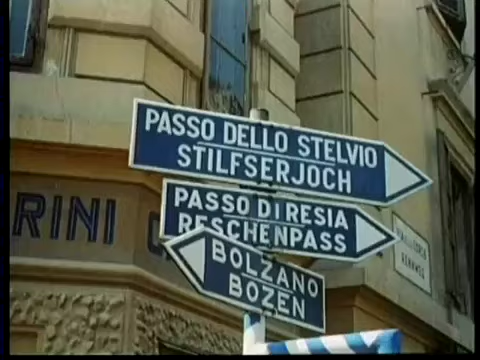 PASSO DELLO STELVIO
STILFSERJOCH
PASSO DI RESIA
RESCHENPASS
BOLZANO
BOZEN
RINI